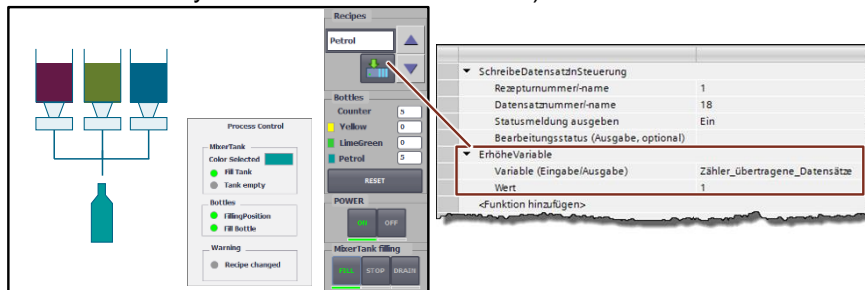 Recipes
Petrol
Bottles
Counter 5
Yellow 0
LimeGreen 0
Petrol 5
RESET
POWER
ON OFF
MixerTank filling
FILL STOP DRAIN
Process Control
MixerTank
Color Selected
Fill Tank
Tank empty
Bottles
FillingPosition
Fill Bottle
Warning
Recipe changed
SchreibeDatensatzInSteuerung
Rezepturnummer/-name 1
Datensatznummer/-name 18
Statusmeldung ausgeben Ein
Bearbeitungsstatus (Ausgabe, optional)
ErhöheVariable
Variable (Eingabe/Ausgabe) Zähler_übertragene_Datensätze
Wert 1
<Funktion hinzufügen>